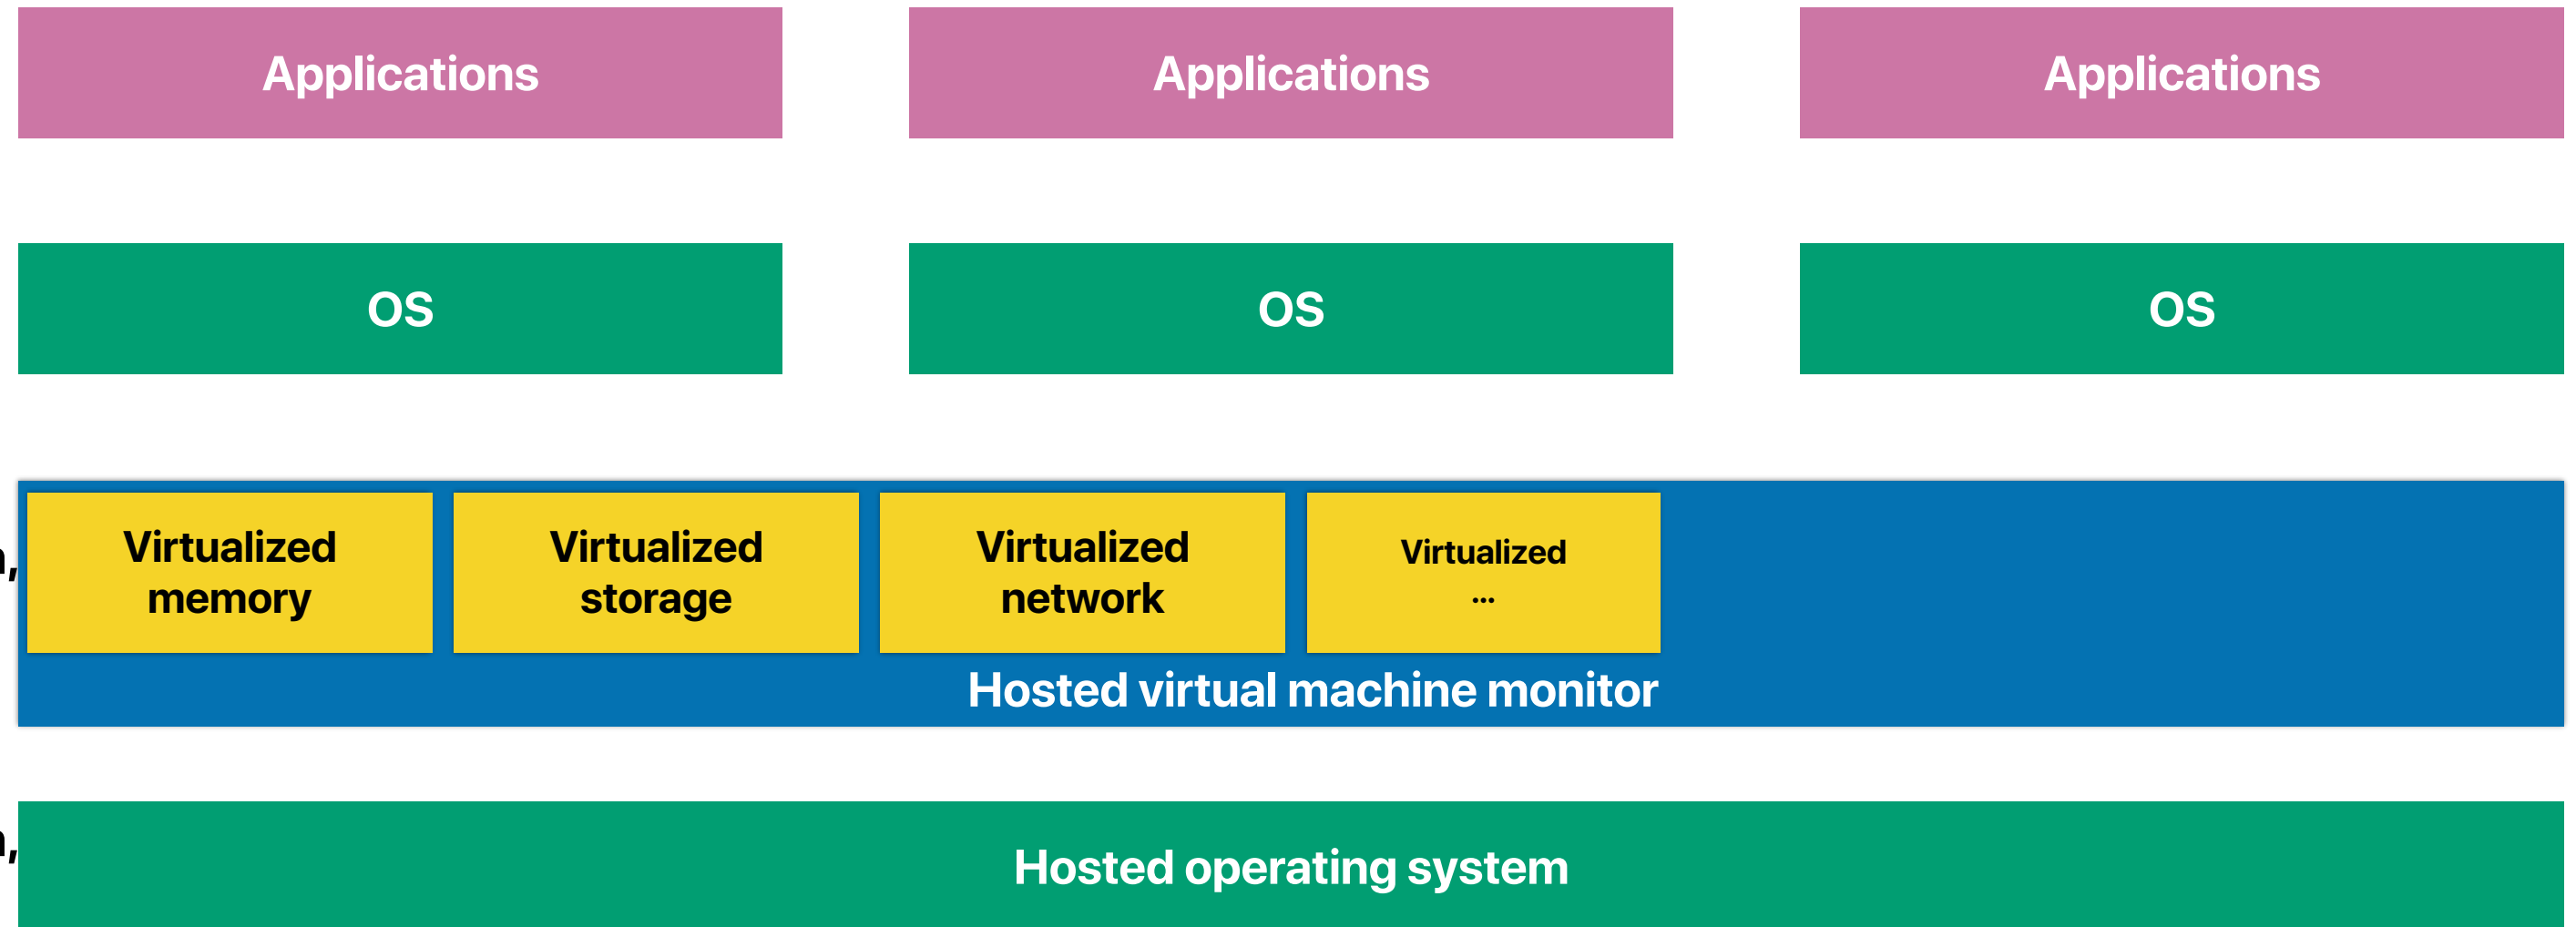 Applications
Applications
Applications
OS
OS
OS
Virtualized
memory
Virtualized
storage
Virtualized
network
Virtualized
...
Hosted virtual machine monitor
Hosted operating system